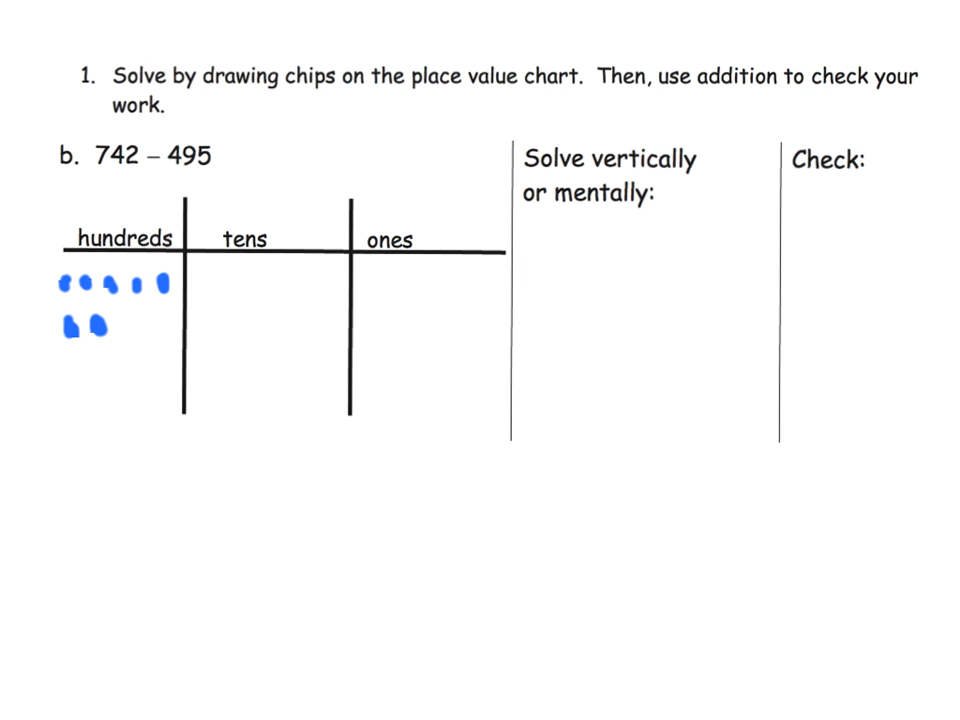 1. Solve by drawing chips on the place value chart. Then, use addition to check your
work.
b. 742 – 495
Solve vertically
or mentally:
Check:
hundreds
tens
ones